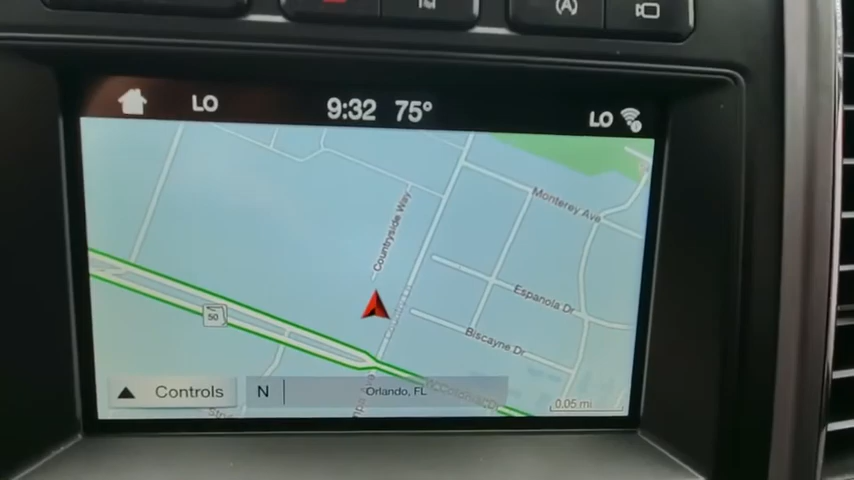 LO
9:32 75°
LO
Monterey Ave
Countryside Way
Espanola Dr
50
Biscayne Dr
Controls
N
Orlando, FL
0.05 mi